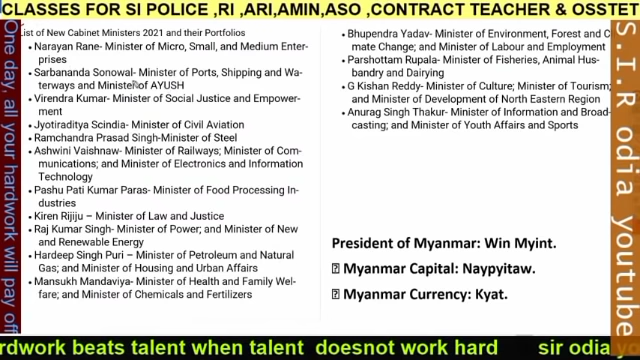 CLASSES FOR SI POLICE ,RI ,ARI,AMIN,ASO ,CONTRACT TEACHER & OSSTET
List of New Cabinet Ministers 2021 and their Portfolios
• Narayan Rane- Minister of Micro, Small, and Medium Enter-
prises
• Sarbananda Sonowal- Minister of Ports, Shipping and Wa-
terways and Minister of AYUSH
• Virendra Kumar- Minister of Social Justice and Empower-
ment
• Jyotiraditya Scindia- Minister of Civil Aviation
• Ramchandra Prasad Singh-Minister of Steel
• Ashwini Vaishnaw- Minister of Railways; Minister of Com-
munications; and Minister of Electronics and Information
Technology
• Pashu Pati Kumar Paras- Minister of Food Processing In-
dustries
• Kiren Rijiju – Minister of Law and Justice
• Raj Kumar Singh- Minister of Power; and Minister of New
and Renewable Energy
• Hardeep Singh Puri – Minister of Petroleum and Natural
Gas; and Minister of Housing and Urban Affairs
• Mansukh Mandaviya- Minister of Health and Family Wel-
fare; and Minister of Chemicals and Fertilizers
• Bhupendra Yadav- Minister of Environment, Forest and C
mate Change; and Minister of Labour and Employment
• Parshottam Rupala- Minister of Fisheries, Animal Hus-
bandry and Dairying
• G Kishan Reddy- Minister of Culture; Minister of Tourism;
and Minister of Development of North Eastern Region
• Anurag Singh Thakur- Minister of Information and Broad-
casting; and Minister of Youth Affairs and Sports
President of Myanmar: Win Myint.
Myanmar Capital: Naypyitaw.
Myanmar Currency: Kyat.
One day, all your hardwork will pay off
S.I.R odia youtube
rdwork beats talent when talent doesnot work hard sir odia yo